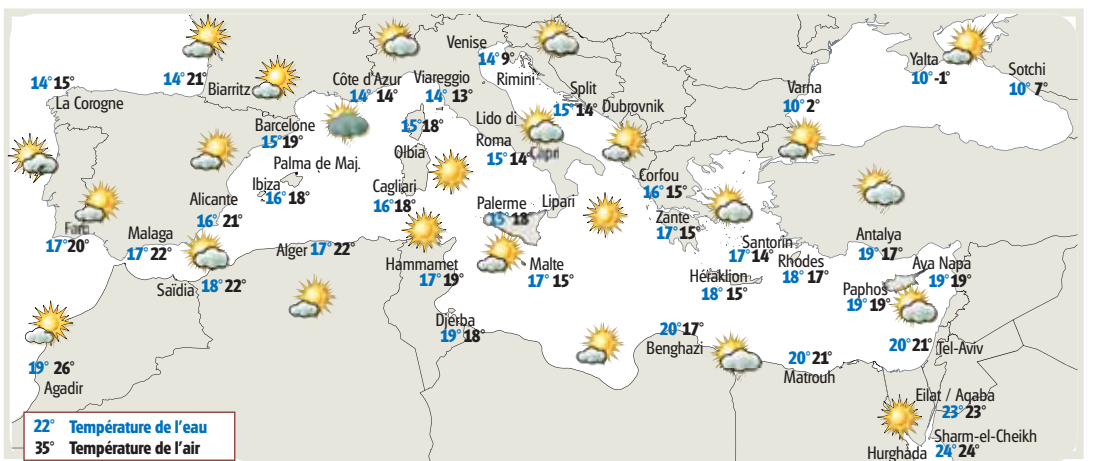 Venise
14° 9°
Rimini
14° 15°
La Corogne
14° 21°
Biarritz
Côte d'Azur
14° 14°
Viareggio
14° 13°
Split
15° 14°
Dubrovnik
Varna
10° 2°
Yalta
10° -1°
Sotchi
10° 7°
Barcelone
15° 19°
Palma de Maj.
15° 18°
Olbia
Lido di
Roma
15° 14°
Capri
Ibiza
16° 18°
Cagliari
16° 18°
Alicante
16° 21°
Palerme
15° 18°
Lipari
Corfou
16° 15°
Zante
17° 15°
Faro
17° 20°
Malaga
17° 22°
Alger 17° 22°
Saïdia
18° 22°
Hammamet
17° 19°
Malte
17° 15°
Santorin
17° 14°
Rhodes
18° 17°
Héraklion
18° 15°
Antalya
19° 17°
Aya Napa
19° 19°
Paphos
19° 19°
Djerba
19° 18°
20° 17°
Benghazi
20° 21°
Matrouh
20° 21°
Tel-Aviv
19° 26°
Agadir
Eilat / Aqaba
23° 23°
Sharm-el-Cheikh
Hurghada 24° 24°
22° Température de l'eau
35° Température de l'air